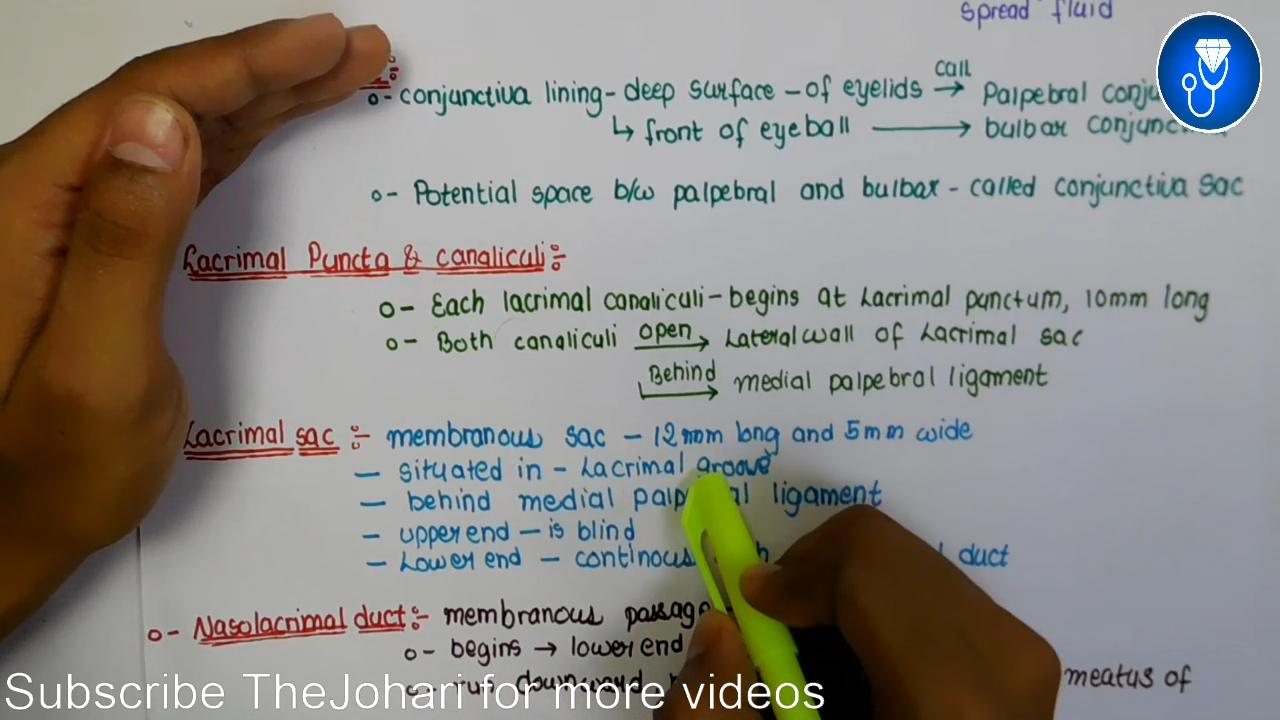 spread fluid
o- conjunctiva lining - deep surface - of eyelids call → Palpebral
↳ front of eyeball → bulbar
o- Potential space b/w palpebral and bulbar - called conjunctiva sac
Lacrimal Puncta & canaliculi :-
o- Each lacrimal canaliculi - begins at Lacrimal punctum, 10mm long
o- Both canaliculi open → Lateral wall of Lacrimal sac
Behind → medial palpebral ligament
Lacrimal sac :- membranous sac - 12mm long and 5mm wide
- situated in - Lacrimal groove
- behind medial ligament
- upper end - is blind
- Lower end - continous duct
o- Nasolacrimal duct :- membranous passage
o- begins → lower end
o- run downward meatus of
Subscribe TheJohari for more videos